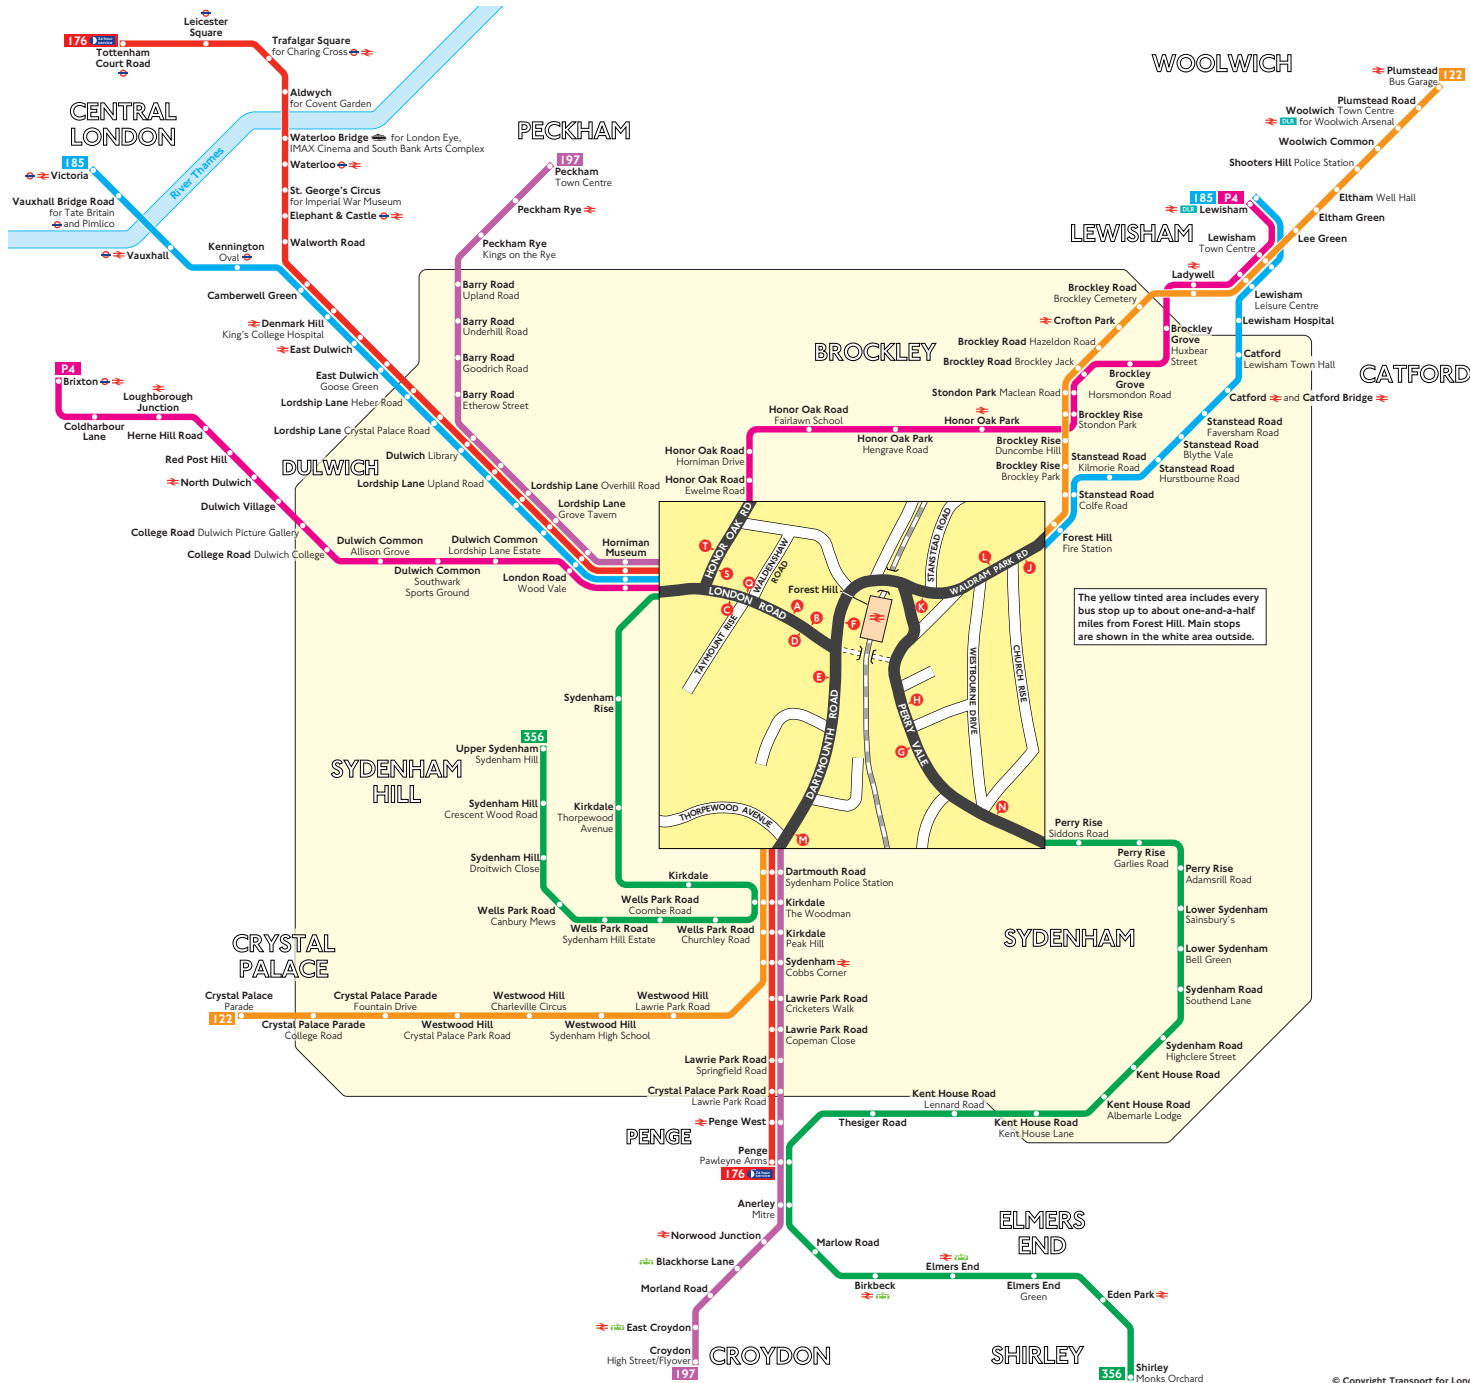 Leicester
Square
176
24 hour
service
Tottenham
Court Road
Trafalgar Square
for Charing Cross
Aldwych
for Covent Garden
CENTRAL
LONDON
Waterloo Bridge for London Eye,
IMAX Cinema and South Bank Arts Complex
Waterloo
River Thames
185
Victoria
St. George's Circus
for Imperial War Museum
Vauxhall Bridge Road
for Tate Britain
and Pimlico
Elephant & Castle
Walworth Road
Vauxhall
Kennington
Oval
Camberwell Green
Denmark Hill
King's College Hospital
East Dulwich
East Dulwich
Goose Green
Lordship Lane Heber Road
Lordship Lane Crystal Palace Road
Dulwich Library
Lordship Lane Upland Road
PECKHAM
197
Peckham
Town Centre
Peckham Rye
Peckham Rye
Kings on the Rye
Barry Road
Upland Road
Barry Road
Underhill Road
Barry Road
Goodrich Road
Barry Road
Etherow Street
Lordship Lane Overhill Road
Lordship Lane
Grove Tavern
Horniman
Museum
P4
Brixton
Loughborough
Junction
Coldharbour
Lane
Herne Hill Road
Red Post Hill
DULWICH
North Dulwich
Dulwich Village
College Road Dulwich Picture Gallery
College Road Dulwich College
Dulwich Common
Allison Grove
Dulwich Common
Lordship Lane Estate
Dulwich Common
Southwark
Sports Ground
London Road
Wood Vale
WOOLWICH
Plumstead
Bus Garage
122
Plumstead Road
Woolwich Town Centre
DLR for Woolwich Arsenal
Woolwich Common
Shooters Hill Police Station
Eltham Well Hall
Eltham Green
Lee Green
185
P4
DLR Lewisham
LEWISHAM
Lewisham
Town Centre
Ladywell
Lewisham
Leisure Centre
Brockley Road
Brockley Cemetery
Lewisham Hospital
Crofton Park
Brockley
Grove
Huxbear
Street
BROCKLEY
Brockley Road Hazeldon Road
Brockley Road Brockley Jack
Catford
Lewisham Town Hall
CATFORD
Brockley
Grove
Horsmondon Road
Catford and Catford Bridge
Stondon Park Maclean Road
Honor Oak Road
Fairlawn School
Honor Oak Park
Brockley Rise
Stondon Park
Stanstead Road
Faversham Road
Honor Oak Park
Hengrave Road
Honor Oak Road
Horniman Drive
Brockley Rise
Duncombe Hill
Stanstead Road
Blythe Vale
Stanstead Road
Kilmorie Road
Brockley Rise
Brockley Park
Stanstead Road
Hurstbourne Road
Honor Oak Road
Ewelme Road
Stanstead Road
Colfe Road
Forest Hill
Fire Station
HONOR OAK RD
WALDENSHAW
ROAD
STANSTEAD ROAD
WALDRAM PARK RD
LONDON ROAD
TAYMOUNT RISE
Forest Hill
T
S
Q
C
A
B
D
F
E
K
L
J
H
G
N
M
WESTBOURNE DRIVE
CHURCH RISE
PERRY VALE
DARTMOUNTH ROAD
THORPEWOOD AVENUE
The yellow tinted area includes every
bus stop up to about one-and-a-half
miles from Forest Hill. Main stops
are shown in the white area outside.
Sydenham
Rise
356
Upper Sydenham
Sydenham Hill
SYDENHAM
HILL
Sydenham Hill
Crescent Wood Road
Kirkdale
Thorpewood
Avenue
Sydenham Hill
Droitwich Close
Kirkdale
Wells Park Road
Canbury Mews
Wells Park Road
Coombe Road
Wells Park Road
Sydenham Hill Estate
Wells Park Road
Churchley Road
Dartmouth Road
Sydenham Police Station
Kirkdale
The Woodman
Kirkdale
Peak Hill
Sydenham
Cobbs Corner
CRYSTAL
PALACE
Crystal Palace
Parade
122
Crystal Palace Parade
College Road
Crystal Palace Parade
Fountain Drive
Westwood Hill
Crystal Palace Park Road
Westwood Hill
Charleville Circus
Westwood Hill
Sydenham High School
Westwood Hill
Lawrie Park Road
Lawrie Park Road
Cricketers Walk
Lawrie Park Road
Copeman Close
Lawrie Park Road
Springfield Road
Crystal Palace Park Road
Lawrie Park Road
Penge West
PENGE
Penge
Pawleyne Arms
176
24 hour
service
Anerley
Mitre
Norwood Junction
Blackhorse Lane
Morland Road
East Croydon
Croydon
High Street/Flyover
197
CROYDON
Perry Rise
Siddons Road
Perry Rise
Garlies Road
Perry Rise
Adamsrill Road
Lower Sydenham
Sainsbury's
SYDENHAM
Lower Sydenham
Bell Green
Sydenham Road
Southend Lane
Sydenham Road
Highclere Street
Kent House Road
Kent House Road
Albemarle Lodge
Kent House Road
Lennard Road
Kent House Road
Kent House Lane
Thesiger Road
Marlow Road
Birkbeck
Elmers End
ELMERS
END
Elmers End
Green
Eden Park
SHIRLEY
356
Shirley
Monks Orchard
© Copyright Transport for Lon